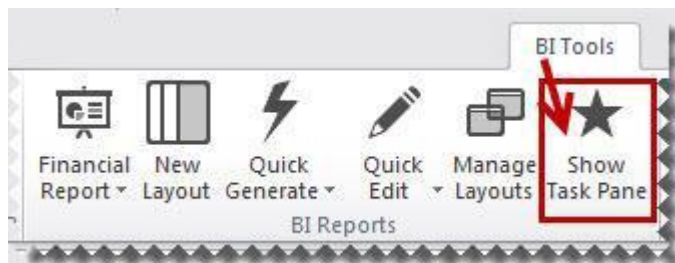 BI Tools
Financial New Quick Quick Manage Show
Report Layout Generate Edit Layouts Task Pane
BI Reports